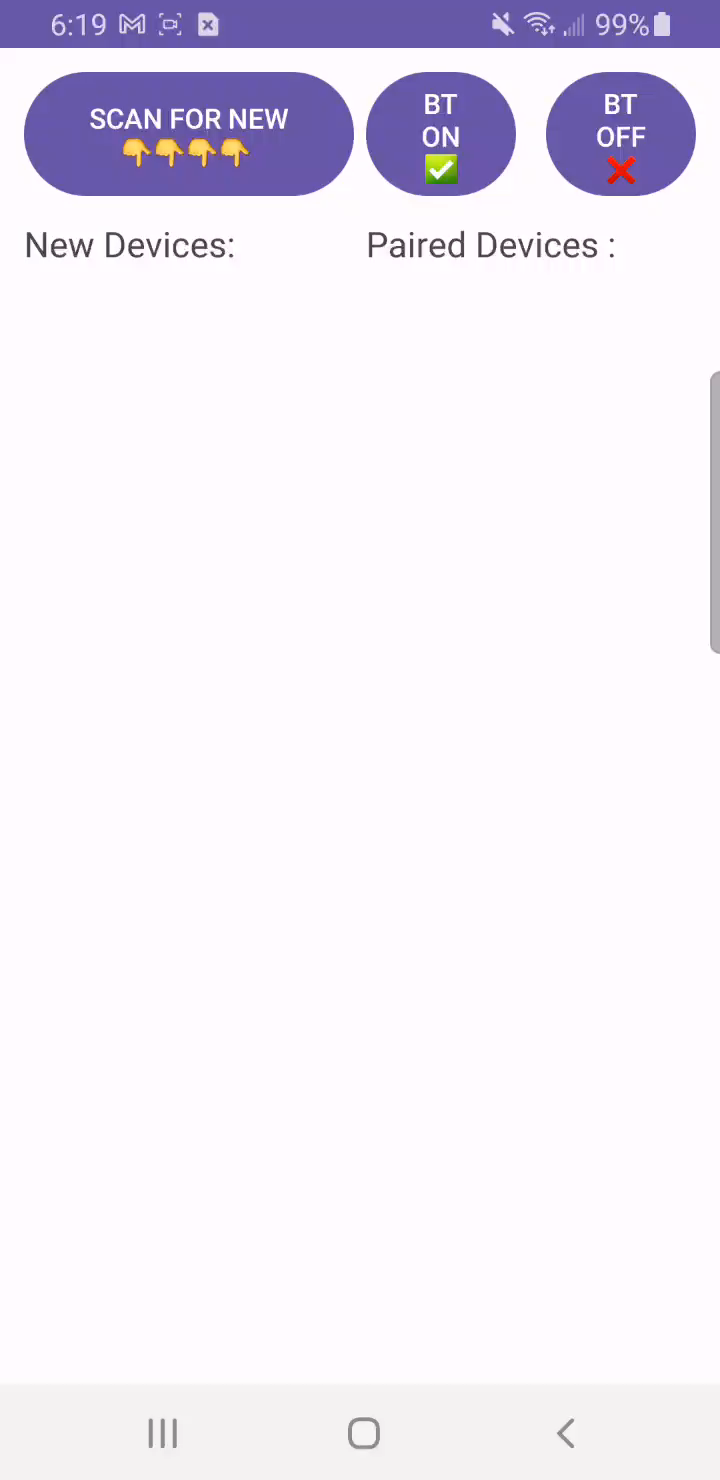 6:19 99%
SCAN FOR NEW
👇👇👇👇
BT
ON
✅
BT
OFF
❌
New Devices:
Paired Devices :